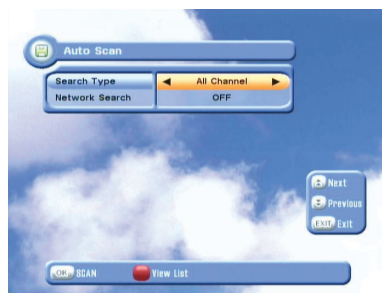 Auto Scan
Search Type All Channel
Network Search OFF
Next
Previous
EXIT Exit
OK SCAN View List